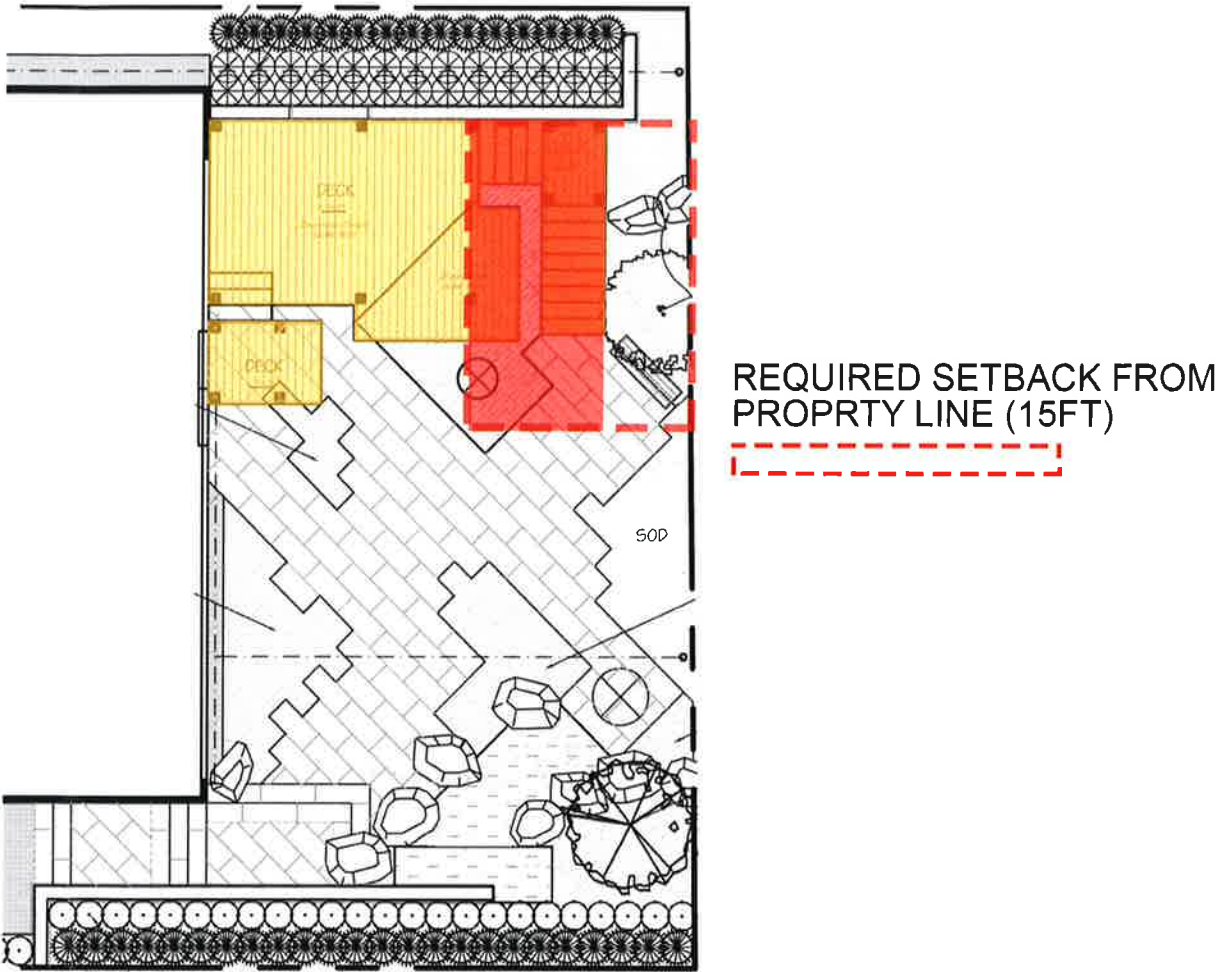 DECK
DECK
REQUIRED SETBACK FROM
PROPRTY LINE (15FT)
SOD